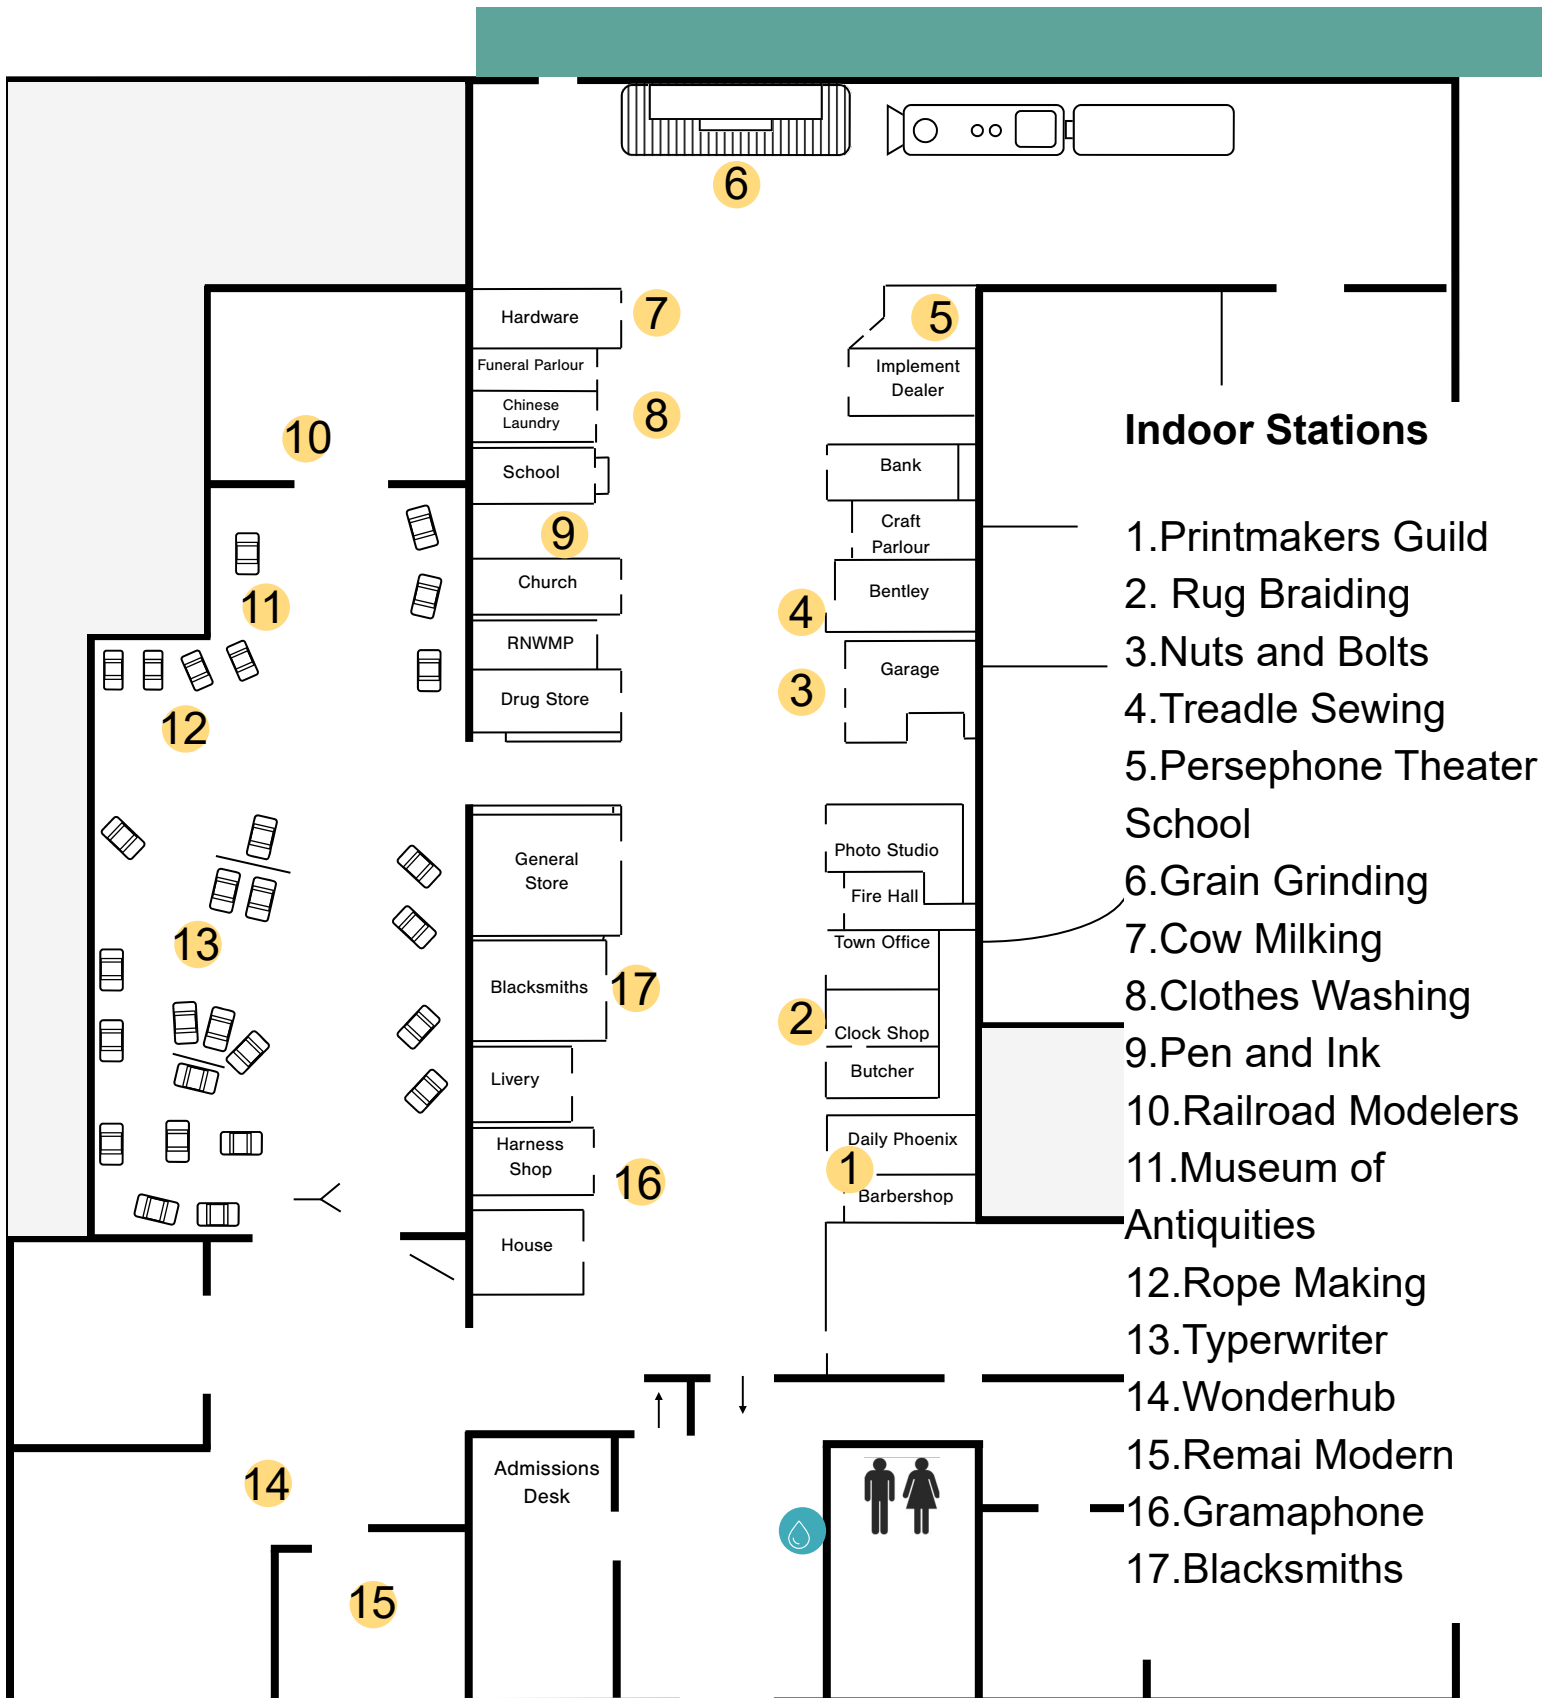 6
Hardware
7
5
Funeral Parlour
Implement
Dealer
Chinese
Laundry
8
10
School
Bank
9
Craft
Parlour
Church
Bentley
11
4
RNWMP
Garage
Drug Store
3
12
General
Store
Photo Studio
Fire Hall
13
Town Office
Blacksmiths
17
2
Clock Shop
Livery
Butcher
Harness
Shop
16
Daily Phoenix
1
Barbershop
House
14
Admissions
Desk
15
Indoor Stations
1.Printmakers Guild
2. Rug Braiding
3.Nuts and Bolts
4.Treadle Sewing
5.Persephone Theater
School
6.Grain Grinding
7.Cow Milking
8.Clothes Washing
9.Pen and Ink
10.Railroad Modelers
11.Museum of
Antiquities
12.Rope Making
13.Typerwriter
14.Wonderhub
15.Remai Modern
16.Gramaphone
17.Blacksmiths